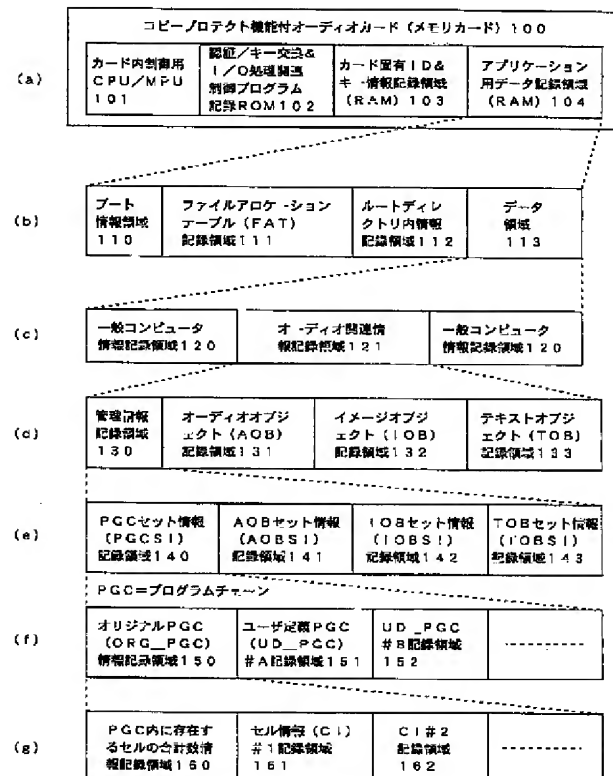 コピープロテクト機能付オーディオカード（メモリカード）１００
(a)
カード内制御用
ＣＰＵ／ＭＰＵ
１０１
認証／キー交換＆
Ｉ／Ｏ処理関連
制御プログラム
記録ＲＯＭ１０２
カード固有ＩＤ＆
キー情報記録領域
（ＲＡＭ）１０３
アプリケーション
用データ記録領域
（ＲＡＭ）１０４
(b)
ブート
情報領域
１１０
ファイルアロケーション
テーブル（ＦＡＴ）
記録領域１１１
ルートディレ
クトリ内情報
記録領域１１２
データ
領域
１１３
(c)
一般コンピュータ
情報記録領域１２０
オーディオ関連情
報記録領域１２１
一般コンピュータ
情報記録領域１２０
(d)
管理情報
記録領域
１３０
オーディオオブジ
ェクト（ＡＯＢ）
記録領域１３１
イメージオブジ
ェクト（ＩＯＢ）
記録領域１３２
テキストオブジ
ェクト（ＴＯＢ）
記録領域１３３
(e)
ＰＧＣセット情報
（ＰＧＣＳＩ）
記録領域１４０
ＡＯＢセット情報
（ＡＯＢＳＩ）
記録領域１４１
ＩＯＢセット情報
（ＩＯＢＳＩ）
記録領域１４２
ＴＯＢセット情報
（ＴＯＢＳＩ）
記録領域１４３
ＰＧＣ＝プログラムチェーン
(f)
オリジナルＰＧＣ
（ＯＲＧ＿ＰＧＣ）
情報記録領域１５０
ユーザ定義ＰＧＣ
（ＵＤ＿ＰＧＣ）
＃Ａ記録領域１５１
ＵＤ＿ＰＧＣ
＃Ｂ記録領域
１５２
(g)
ＰＧＣ内に存在す
るセルの合計数情
報記録領域１６０
セル情報（ＣＩ）
＃１記録領域
１６１
ＣＩ＃２
記録領域
１６２